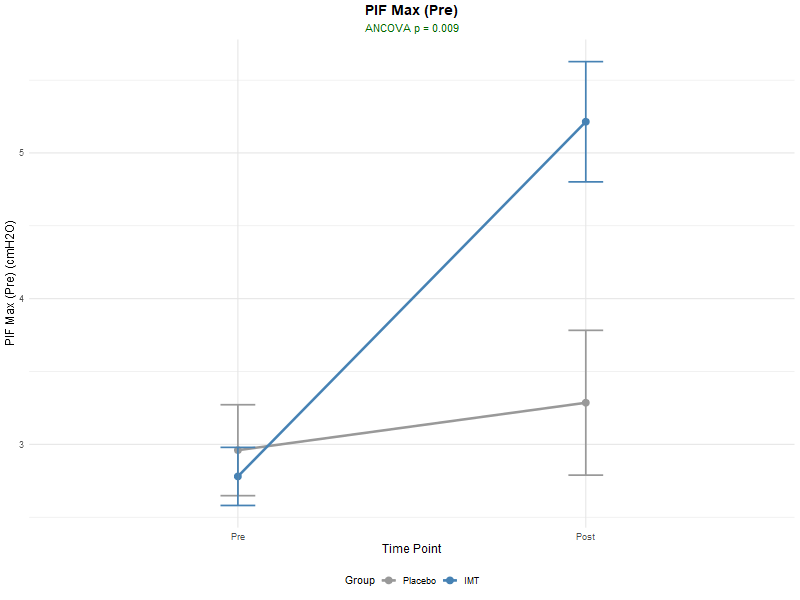 PIF Max (Pre)
ANCOVA p = 0.009
PIF Max (Pre) (cmH2O)
5
4
3
Pre
Post
Time Point
Group Placebo IMT